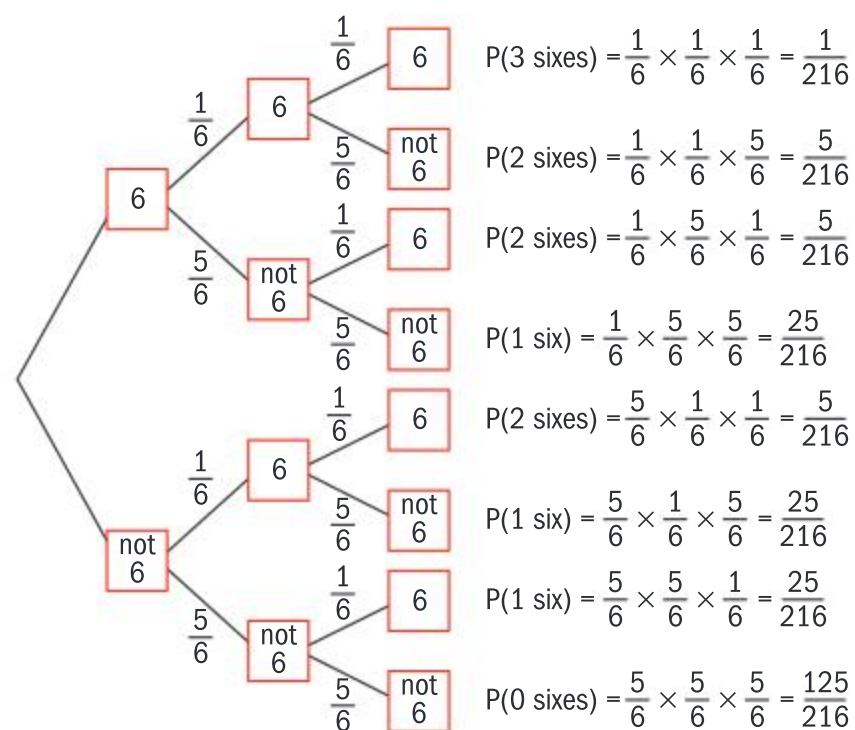 1/6
6
P(3 sixes) = 1/6 × 1/6 × 1/6 = 1/216
1/6
6
5/6
not 6
P(2 sixes) = 1/6 × 1/6 × 5/6 = 5/216
6
1/6
6
P(2 sixes) = 1/6 × 5/6 × 1/6 = 5/216
5/6
not 6
5/6
not 6
P(1 six) = 1/6 × 5/6 × 5/6 = 25/216
1/6
6
P(2 sixes) = 5/6 × 1/6 × 1/6 = 5/216
1/6
6
5/6
not 6
P(1 six) = 5/6 × 1/6 × 5/6 = 25/216
not 6
1/6
6
P(1 six) = 5/6 × 5/6 × 1/6 = 25/216
5/6
not 6
5/6
not 6
P(0 sixes) = 5/6 × 5/6 × 5/6 = 125/216